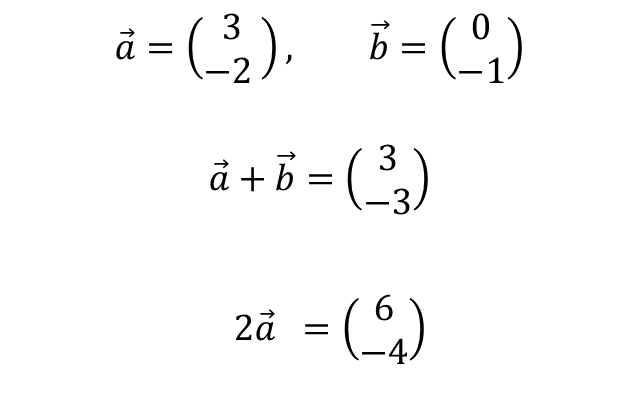 a⃗ = (3 −2), b⃗ = (0 −1)
a⃗ + b⃗ = (3 −3)
2a⃗ = (6 −4)